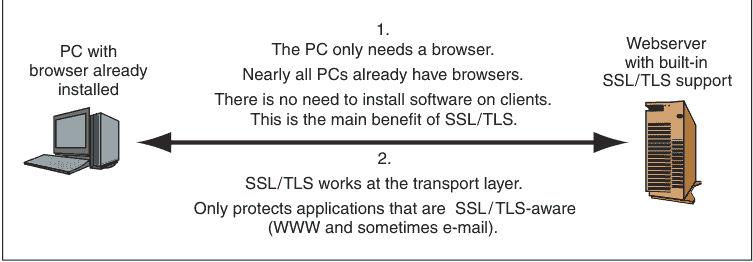 PC with
browser already
installed
1.
The PC only needs a browser.
Nearly all PCs already have browsers.
There is no need to install software on clients.
This is the main benefit of SSL/TLS.
2.
SSL/TLS works at the transport layer.
Only protects applications that are SSL/TLS-aware
(WWW and sometimes e-mail).
Webserver
with built-in
SSL/TLS support